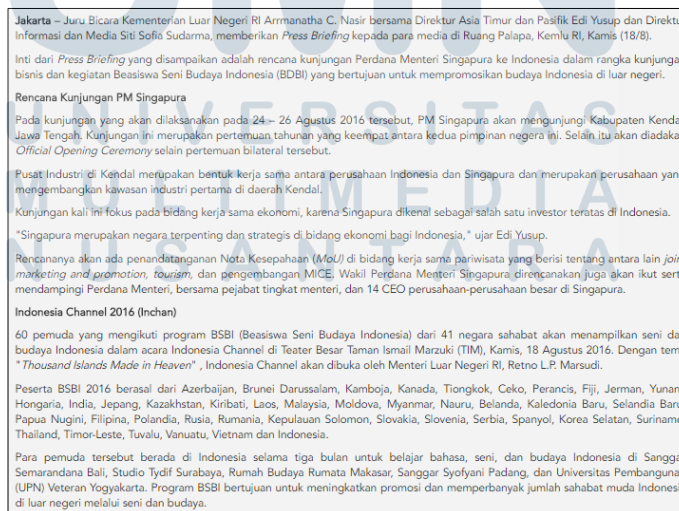 Jakarta – Juru Bicara Kementerian Luar Negeri RI Arrmanatha C. Nasir bersama Direktur Asia Timur dan Pasifik Edi Yusup dan Direktu
Informasi dan Media Siti Sofia Sudarma, memberikan Press Briefing kepada para media di Ruang Palapa, Kemlu RI, Kamis (18/8).
Inti dari Press Briefing yang disampaikan adalah rencana kunjungan Perdana Menteri Singapura ke Indonesia dalam rangka kunjunga
bisnis dan kegiatan Beasiswa Seni Budaya Indonesia (BDBI) yang bertujuan untuk mempromosikan budaya Indonesia di luar negeri.
Rencana Kunjungan PM Singapura
Pada kunjungan yang akan dilaksanakan pada 24 – 26 Agustus 2016 tersebut, PM Singapura akan mengunjungi Kabupaten Kenda
Jawa Tengah. Kunjungan ini merupakan pertemuan tahunan yang keempat antara kedua pimpinan negera ini. Selain itu akan diadaka
Official Opening Ceremony selain pertemuan bilateral tersebut.
Pusat Industri di Kendal merupakan bentuk kerja sama antara perusahaan Indonesia dan Singapura dan merupakan perusahaan yan
mengembangkan kawasan industri pertama di daerah Kendal.
Kunjungan kali ini fokus pada bidang kerja sama ekonomi, karena Singapura dikenal sebagai salah satu investor teratas di Indonesia.
"Singapura merupakan negara terpenting dan strategis di bidang ekonomi bagi Indonesia," ujar Edi Yusup.
Rencananya akan ada penandatanganan Nota Kesepahaan (MoU) di bidang kerja sama pariwisata yang berisi tentang antara lain join
marketing and promotion, tourism, dan pengembangan MICE. Wakil Perdana Menteri Singapura direncanakan juga akan ikut sert
mendampingi Perdana Menteri, bersama pejabat tingkat menteri, dan 14 CEO perusahaan-perusahaan besar di Singapura.
Indonesia Channel 2016 (Inchan)
60 pemuda yang mengikuti program BSBI (Beasiswa Seni Budaya Indonesia) dari 41 negara sahabat akan menampilkan seni da
budaya Indonesia dalam acara Indonesia Channel di Teater Besar Taman Ismail Marzuki (TIM), Kamis, 18 Agustus 2016. Dengan tem
"Thousand Islands Made in Heaven" , Indonesia Channel akan dibuka oleh Menteri Luar Negeri RI, Retno L.P. Marsudi.
Peserta BSBI 2016 berasal dari Azerbaijan, Brunei Darussalam, Kamboja, Kanada, Tiongkok, Ceko, Perancis, Fiji, Jerman, Yunan
Hongaria, India, Jepang, Kazakhstan, Kiribati, Laos, Malaysia, Moldova, Myanmar, Nauru, Belanda, Kaledonia Baru, Selandia Baru
Papua Nugini, Filipina, Polandia, Rusia, Rumania, Kepulauan Solomon, Slovakia, Slovenia, Serbia, Spanyol, Korea Selatan, Suriname
Thailand, Timor-Leste, Tuvalu, Vanuatu, Vietnam dan Indonesia.
Para pemuda tersebut berada di Indonesia selama tiga bulan untuk belajar bahasa, seni, dan budaya Indonesia di Sangga
Semarandana Bali, Studio Tydif Surabaya, Rumah Budaya Rumata Makasar, Sanggar Syofyani Padang, dan Universitas Pembanguna
(UPN) Veteran Yogyakarta. Program BSBI bertujuan untuk meningkatkan promosi dan memperbanyak jumlah sahabat muda Indonesi
di luar negeri melalui seni dan budaya.
UNIVERSITAS
MULTIMEDIA
NUSANTARA